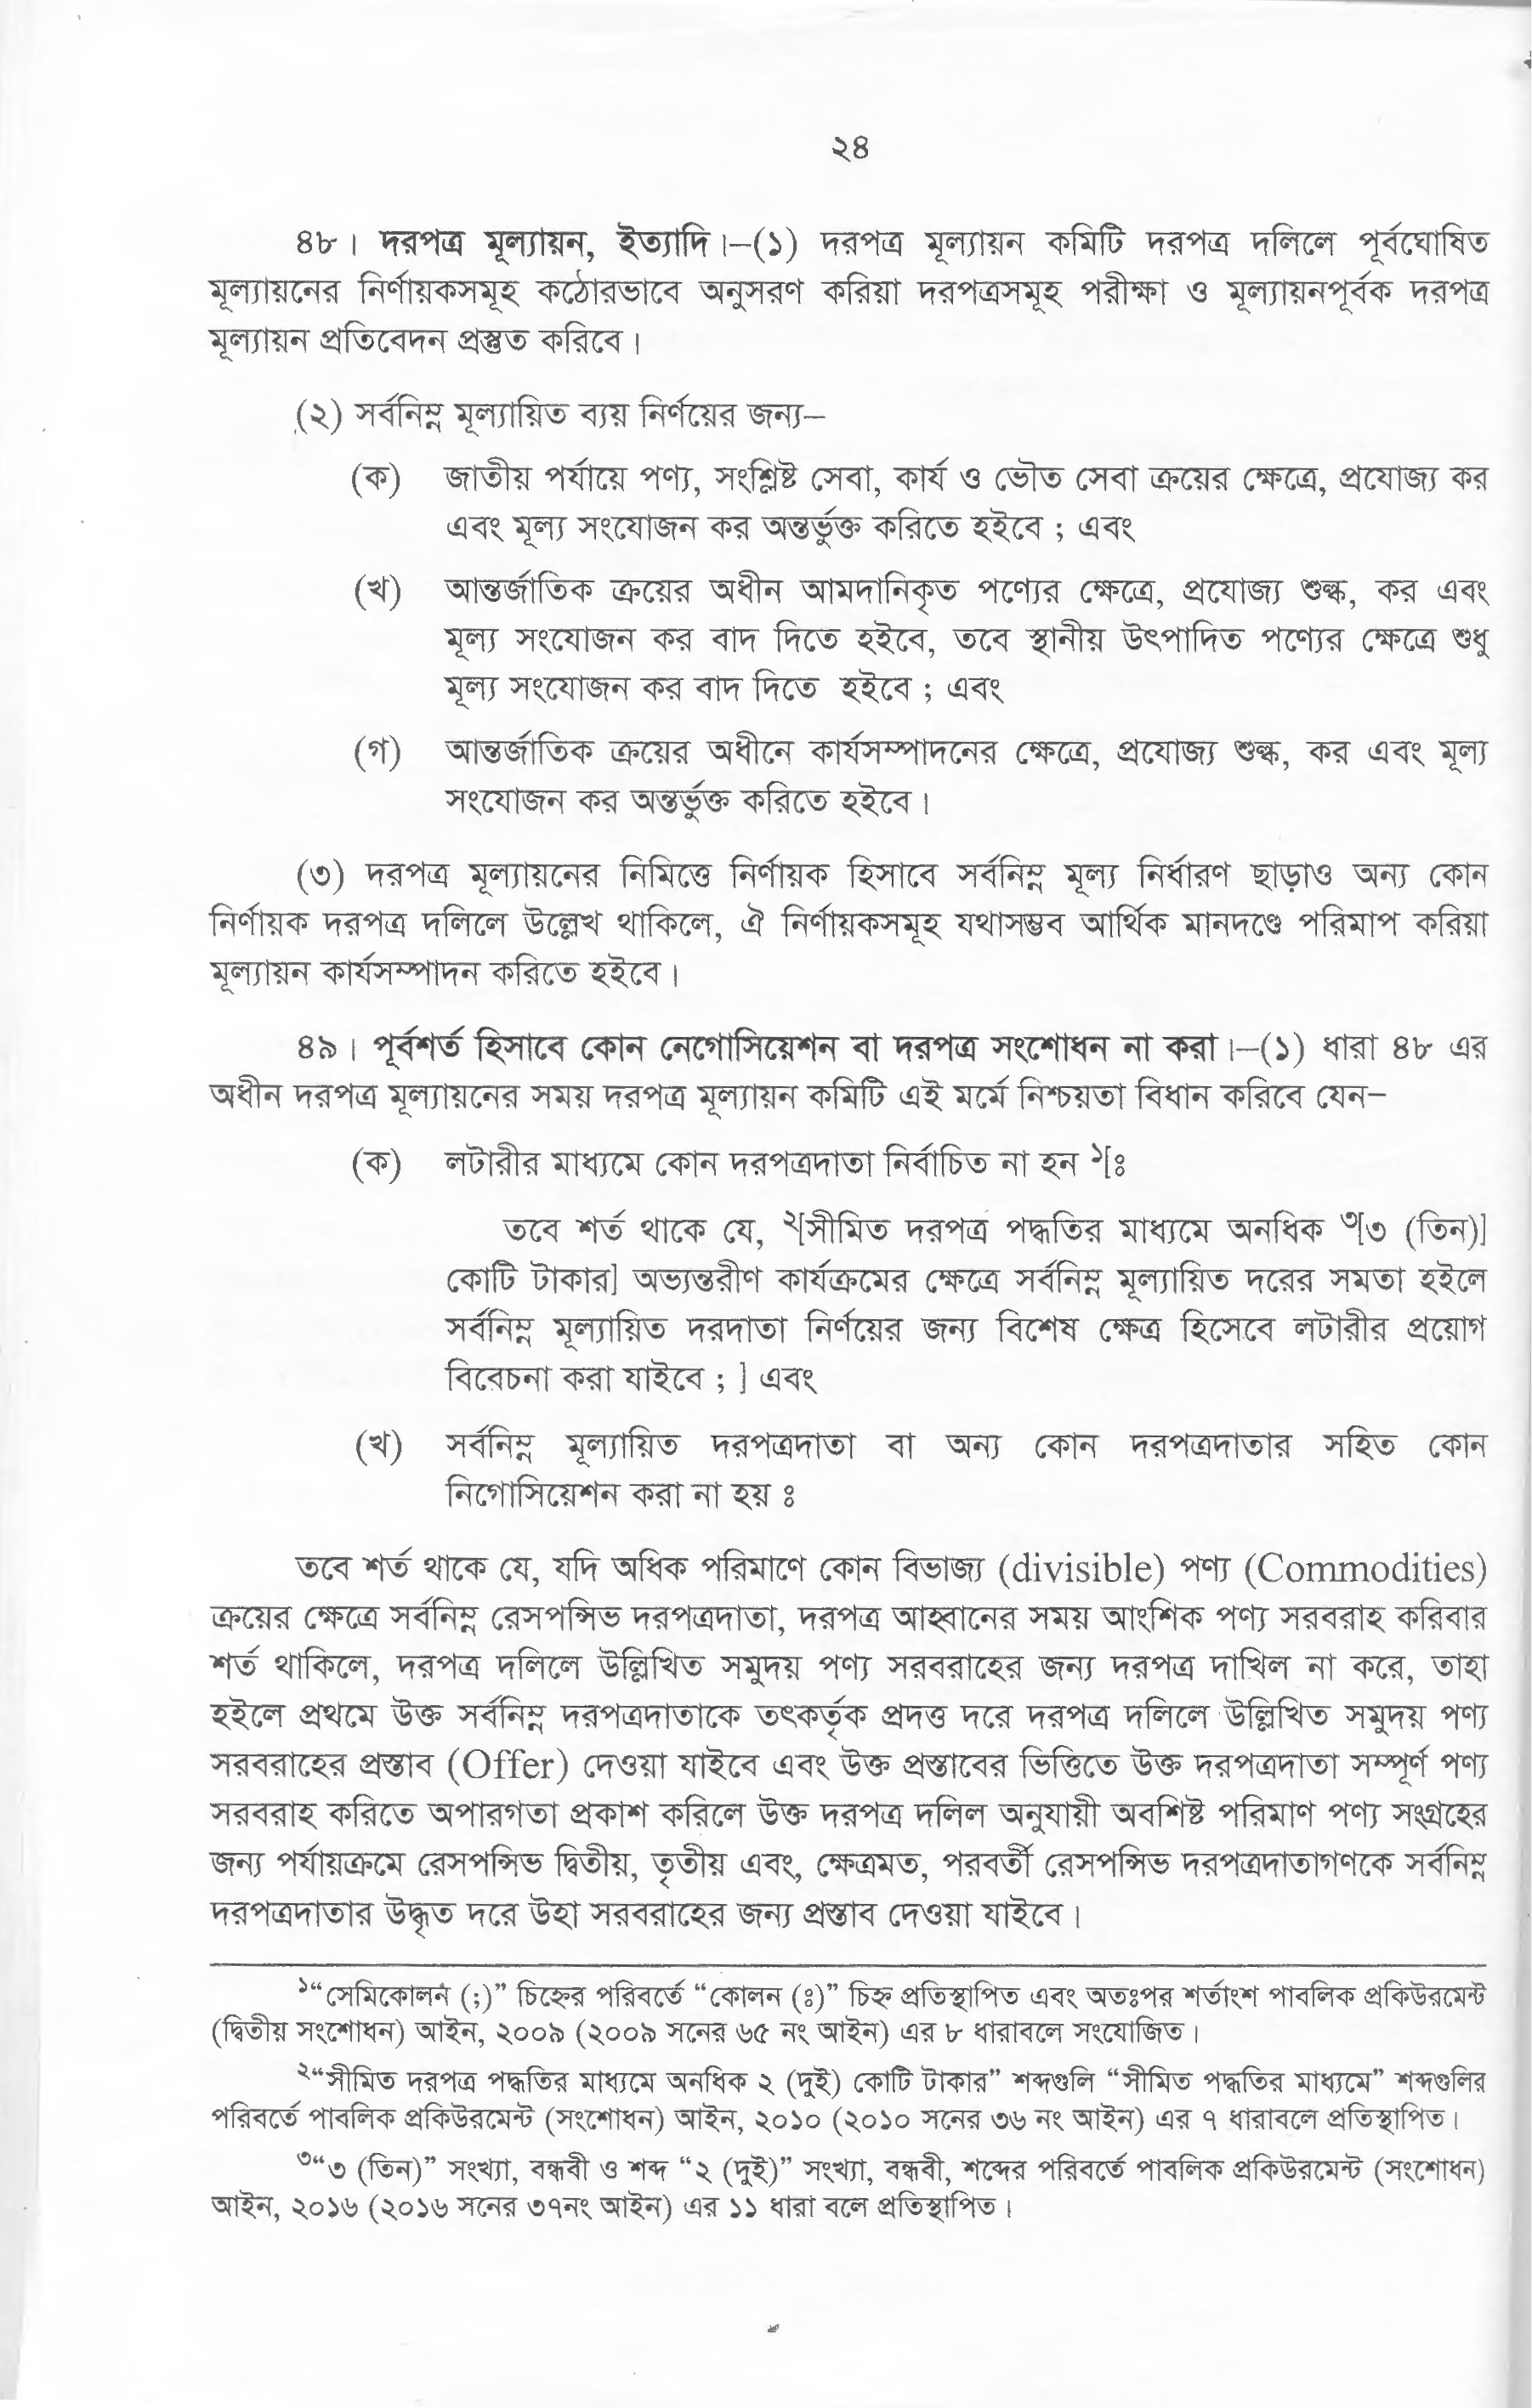 ২৪
৪৮। দরপত্র মূল্যায়ন, ইত্যাদি।–(১) দরপত্র মূল্যায়ন কমিটি দরপত্র দলিলে পূর্বঘোষিত
মূল্যায়নের নির্ণায়কসমূহ কঠোরভাবে অনুসরণ করিয়া দরপত্রসমূহ পরীক্ষা ও মূল্যায়নপূর্বক দরপত্র
মূল্যায়ন প্রতিবেদন প্রস্তুত করিবে।
(২) সর্বনিম্ন মূল্যায়িত ব্যয় নির্ণয়ের জন্য–
(ক) জাতীয় পর্যায়ে পণ্য, সংশ্লিষ্ট সেবা, কার্য ও ভৌত সেবা ক্রয়ের ক্ষেত্রে, প্রযোজ্য কর
এবং মূল্য সংযোজন কর অন্তর্ভুক্ত করিতে হইবে ; এবং
(খ) আন্তর্জাতিক ক্রয়ের অধীন আমদানিকৃত পণ্যের ক্ষেত্রে, প্রযোজ্য শুল্ক, কর এবং
মূল্য সংযোজন কর বাদ দিতে হইবে, তবে স্থানীয় উৎপাদিত পণ্যের ক্ষেত্রে শুধু
মূল্য সংযোজন কর বাদ দিতে হইবে ; এবং
(গ) আন্তর্জাতিক ক্রয়ের অধীনে কার্যসম্পাদনের ক্ষেত্রে, প্রযোজ্য শুল্ক, কর এবং মূল্য
সংযোজন কর অন্তর্ভুক্ত করিতে হইবে।
(৩) দরপত্র মূল্যায়নের নিমিত্তে নির্ণায়ক হিসাবে সর্বনিম্ন মূল্য নির্ধারণ ছাড়াও অন্য কোন
নির্ণায়ক দরপত্র দলিলে উল্লেখ থাকিলে, ঐ নির্ণায়কসমূহ যথাসম্ভব আর্থিক মানদণ্ডে পরিমাপ করিয়া
মূল্যায়ন কার্যসম্পাদন করিতে হইবে।
৪৯। পূর্বশর্ত হিসাবে কোন নেগোসিয়েশন বা দরপত্র সংশোধন না করা।–(১) ধারা ৪৮ এর
অধীন দরপত্র মূল্যায়নের সময় দরপত্র মূল্যায়ন কমিটি এই মর্মে নিশ্চয়তা বিধান করিবে যেন–
(ক) লটারীর মাধ্যমে কোন দরপত্রদাতা নির্বাচিত না হন ১[ঃ
তবে শর্ত থাকে যে, ২[সীমিত দরপত্র পদ্ধতির মাধ্যমে অনধিক ৩[৩ (তিন)]
কোটি টাকার] অভ্যন্তরীণ কার্যক্রমের ক্ষেত্রে সর্বনিম্ন মূল্যায়িত দরের সমতা হইলে
সর্বনিম্ন মূল্যায়িত দরদাতা নির্ণয়ের জন্য বিশেষ ক্ষেত্র হিসেবে লটারীর প্রয়োগ
বিবেচনা করা যাইবে ; ] এবং
(খ) সর্বনিম্ন মূল্যায়িত দরপত্রদাতা বা অন্য কোন দরপত্রদাতার সহিত কোন
নিগোসিয়েশন করা না হয় ঃ
তবে শর্ত থাকে যে, যদি অধিক পরিমাণে কোন বিভাজ্য (divisible) পণ্য (Commodities)
ক্রয়ের ক্ষেত্রে সর্বনিম্ন রেসপন্সিভ দরপত্রদাতা, দরপত্র আহ্বানের সময় আংশিক পণ্য সরবরাহ করিবার
শর্ত থাকিলে, দরপত্র দলিলে উল্লিখিত সমুদয় পণ্য সরবরাহের জন্য দরপত্র দাখিল না করে, তাহা
হইলে প্রথমে উক্ত সর্বনিম্ন দরপত্রদাতাকে তৎকর্তৃক প্রদত্ত দরে দরপত্র দলিলে উল্লিখিত সমুদয় পণ্য
সরবরাহের প্রস্তাব (Offer) দেওয়া যাইবে এবং উক্ত প্রস্তাবের ভিত্তিতে উক্ত দরপত্রদাতা সম্পূর্ণ পণ্য
সরবরাহ করিতে অপারগতা প্রকাশ করিলে উক্ত দরপত্র দলিল অনুযায়ী অবশিষ্ট পরিমাণ পণ্য সংগ্রহের
জন্য পর্যায়ক্রমে রেসপন্সিভ দ্বিতীয়, তৃতীয় এবং, ক্ষেত্রমত, পরবর্তী রেসপন্সিভ দরপত্রদাতাগণকে সর্বনিম্ন
দরপত্রদাতার উদ্ধৃত দরে উহা সরবরাহের জন্য প্রস্তাব দেওয়া যাইবে।
১“সেমিকোলন (;)” চিহ্নের পরিবর্তে “কোলন (ঃ)” চিহ্ন প্রতিস্থাপিত এবং অতঃপর শর্তাংশ পাবলিক প্রকিউরমেন্ট
(দ্বিতীয় সংশোধন) আইন, ২০০৯ (২০০৯ সনের ৬৫ নং আইন) এর ৮ ধারাবলে সংযোজিত।
২“সীমিত দরপত্র পদ্ধতির মাধ্যমে অনধিক ২ (দুই) কোটি টাকার” শব্দগুলি “সীমিত পদ্ধতির মাধ্যমে” শব্দগুলির
পরিবর্তে পাবলিক প্রকিউরমেন্ট (সংশোধন) আইন, ২০১০ (২০১০ সনের ৩৬ নং আইন) এর ৭ ধারাবলে প্রতিস্থাপিত।
৩“৩ (তিন)” সংখ্যা, বন্ধবী ও শব্দ “২ (দুই)” সংখ্যা, বন্ধবী, শব্দের পরিবর্তে পাবলিক প্রকিউরমেন্ট (সংশোধন)
আইন, ২০১৬ (২০১৬ সনের ৩৭নং আইন) এর ১১ ধারা বলে প্রতিস্থাপিত।